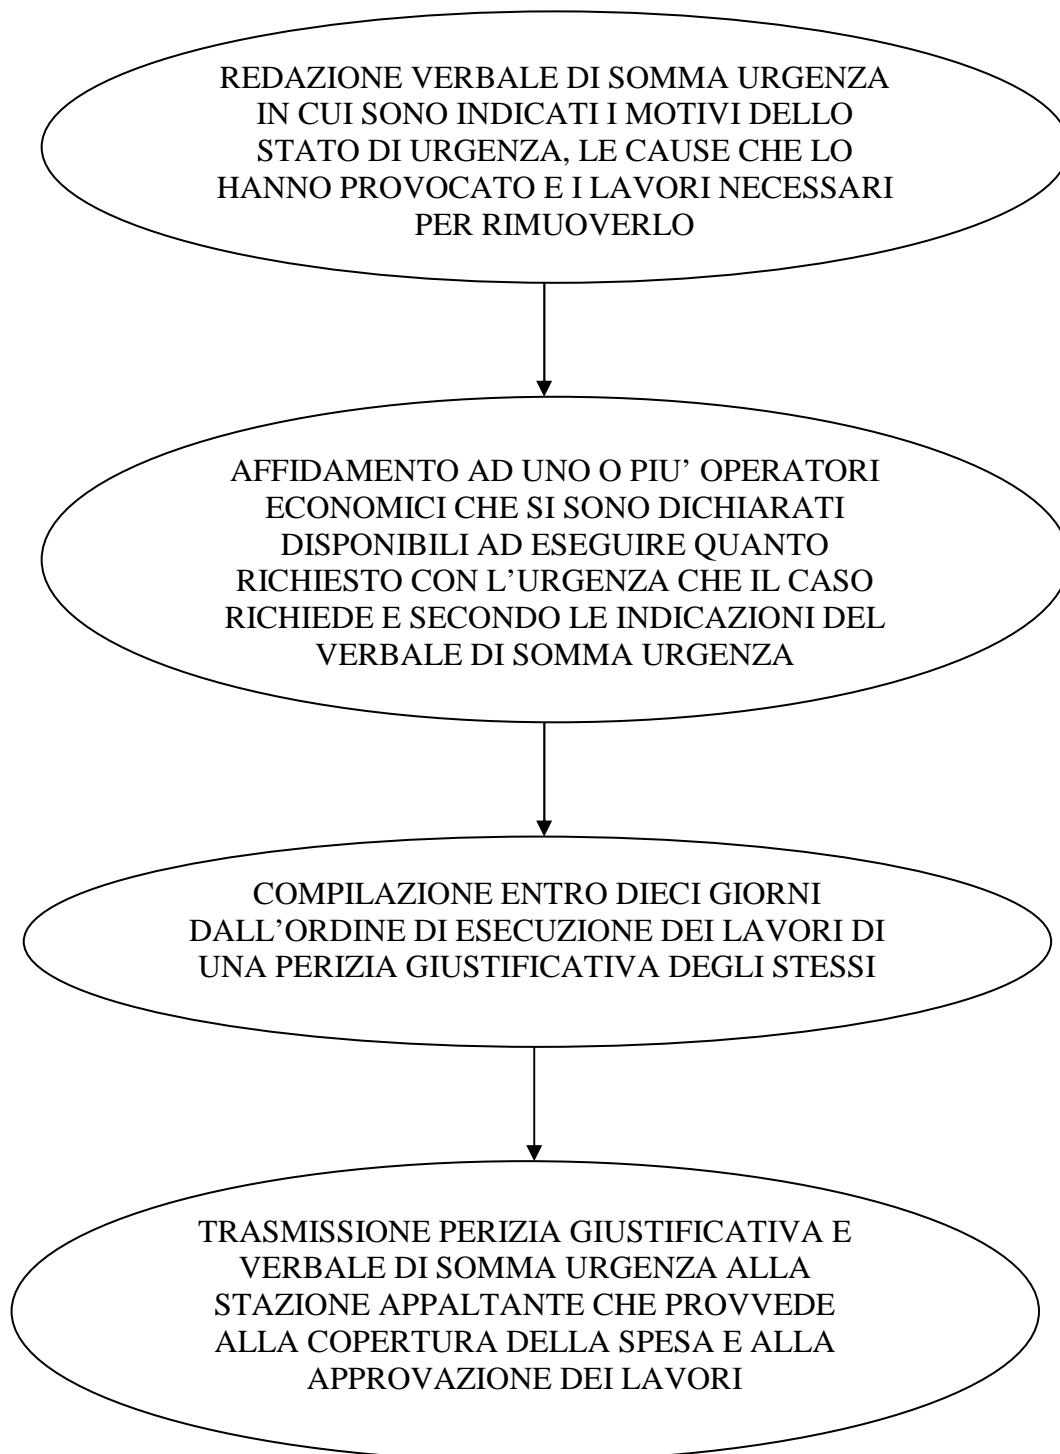 REDAZIONE VERBALE DI SOMMA URGENZA
IN CUI SONO INDICATI I MOTIVI DELLO
STATO DI URGENZA, LE CAUSE CHE LO
HANNO PROVOCATO E I LAVORI NECESSARI
PER RIMUOVERLO
AFFIDAMENTO AD UNO O PIU’ OPERATORI
ECONOMICI CHE SI SONO DICHIARATI
DISPONIBILI AD ESEGUIRE QUANTO
RICHIESTO CON L’URGENZA CHE IL CASO
RICHIEDE E SECONDO LE INDICAZIONI DEL
VERBALE DI SOMMA URGENZA
COMPILAZIONE ENTRO DIECI GIORNI
DALL’ORDINE DI ESECUZIONE DEI LAVORI DI
UNA PERIZIA GIUSTIFICATIVA DEGLI STESSI
TRASMISSIONE PERIZIA GIUSTIFICATIVA E
VERBALE DI SOMMA URGENZA ALLA
STAZIONE APPALTANTE CHE PROVVEDE
ALLA COPERTURA DELLA SPESA E ALLA
APPROVAZIONE DEI LAVORI